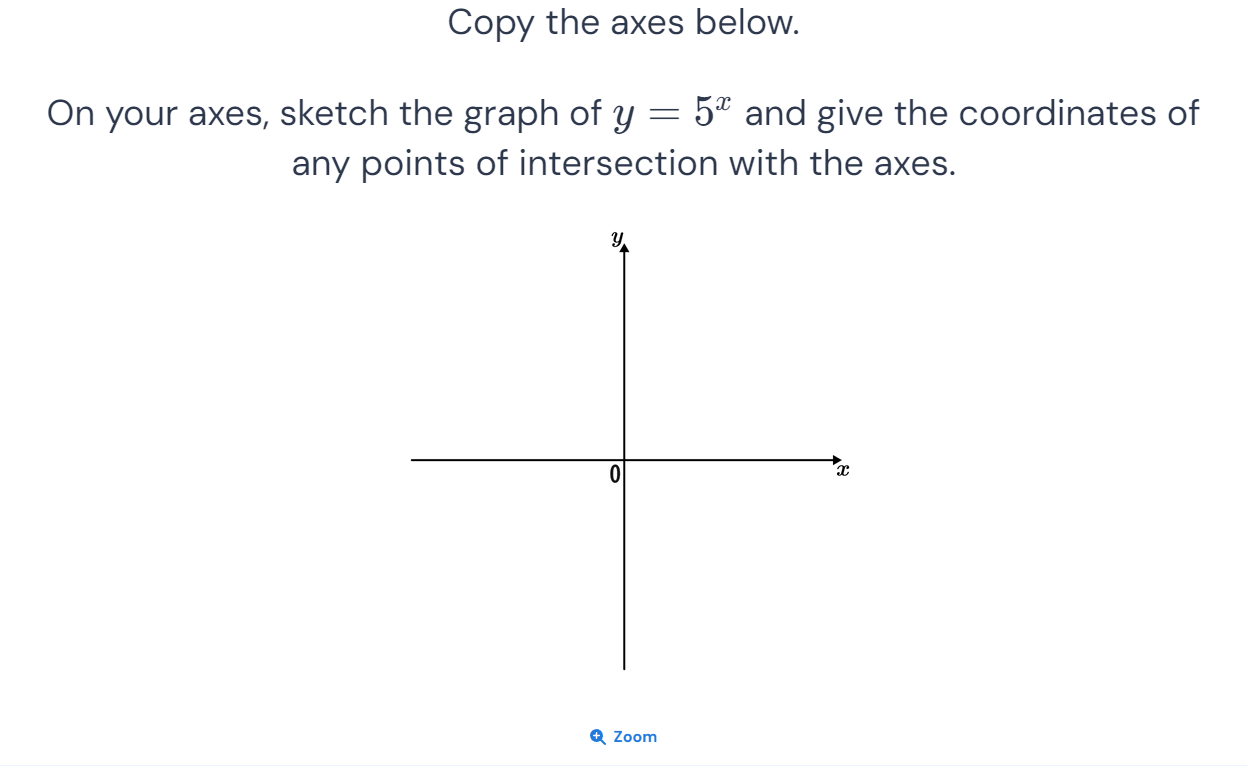 Copy the axes below.
On your axes, sketch the graph of y = 5ˣ and give the coordinates of
any points of intersection with the axes.
y
0
x
Zoom